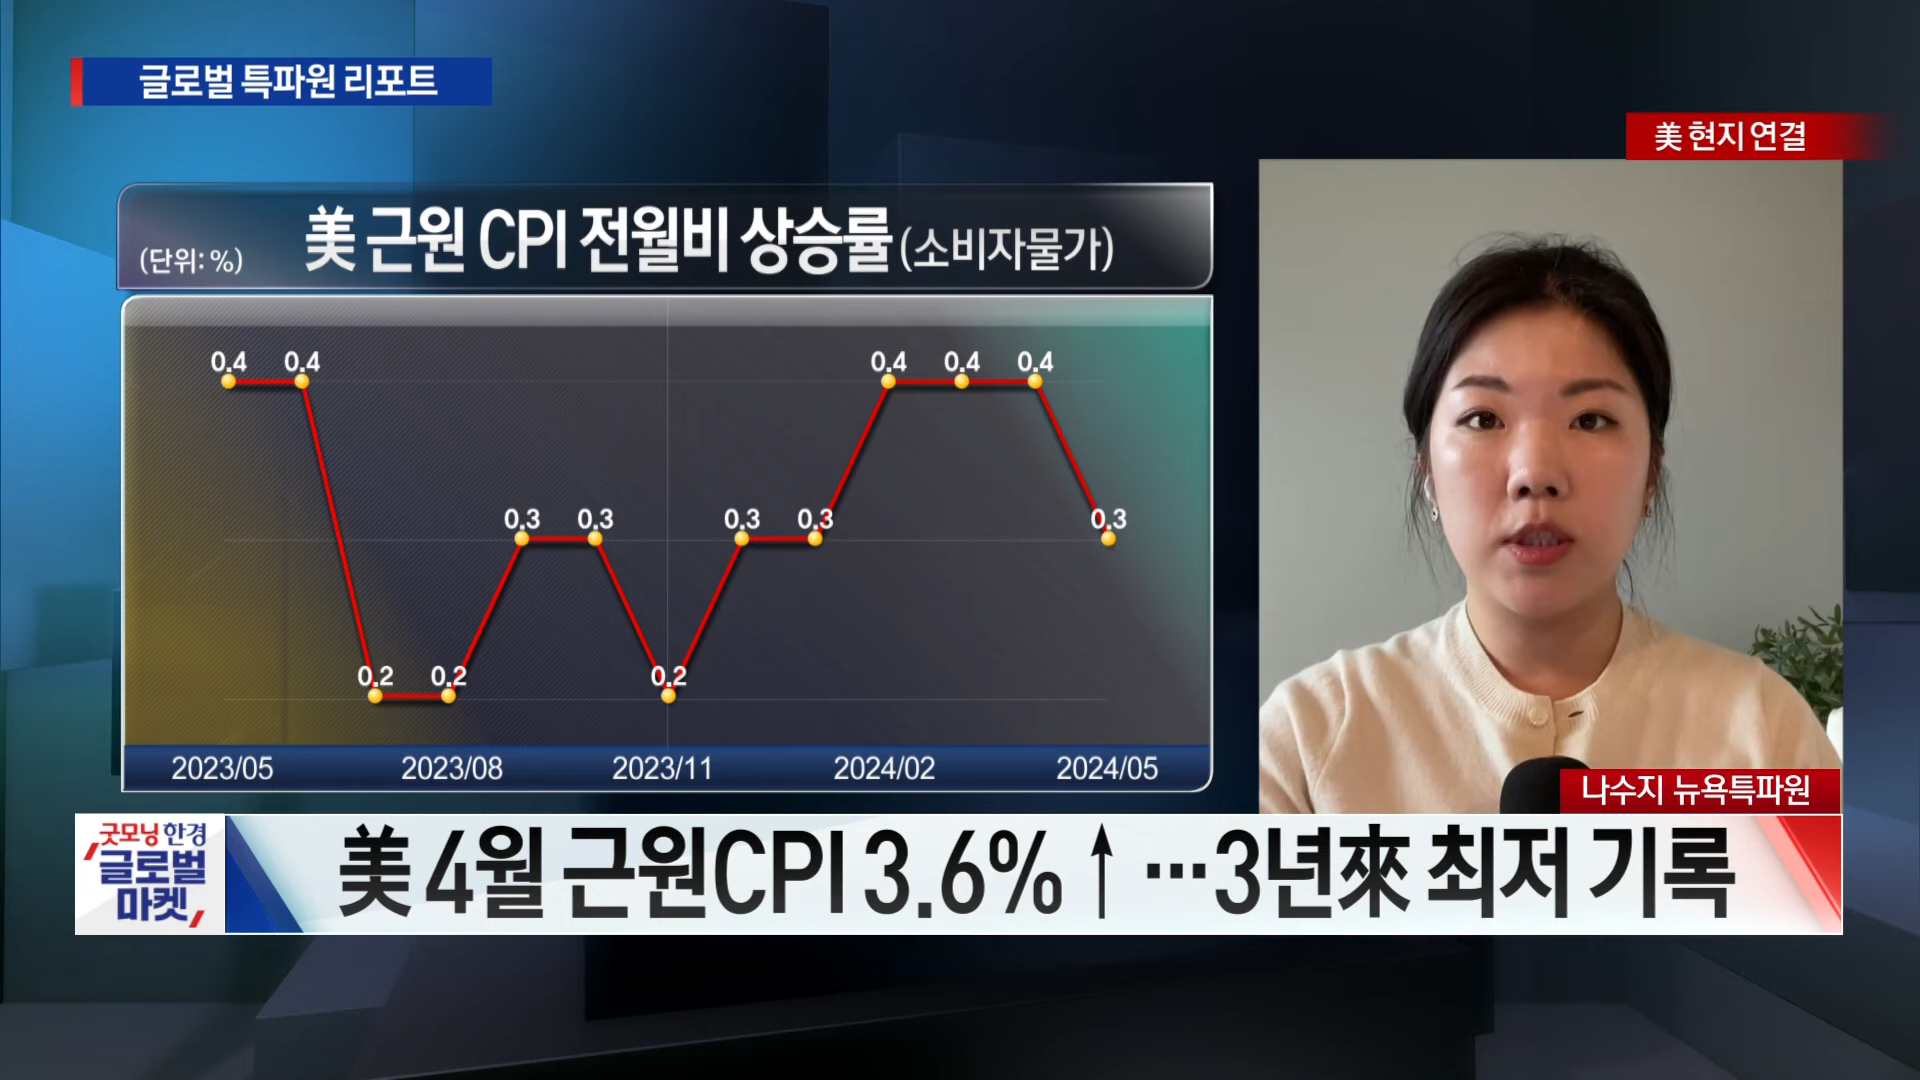 글로벌 특파원 리포트
美 현지 연결
(단위: %) 美 근원 CPI 전월비 상승률 (소비자물가)
0.4 0.4 0.4 0.4 0.4
0.3 0.3 0.3 0.3 0.3
0.2 0.2 0.2
2023/05 2023/08 2023/11 2024/02 2024/05
나수지 뉴욕특파원
굿모닝 한경
글로벌
마켓
美 4월 근원CPI 3.6%↑…3년來 최저 기록